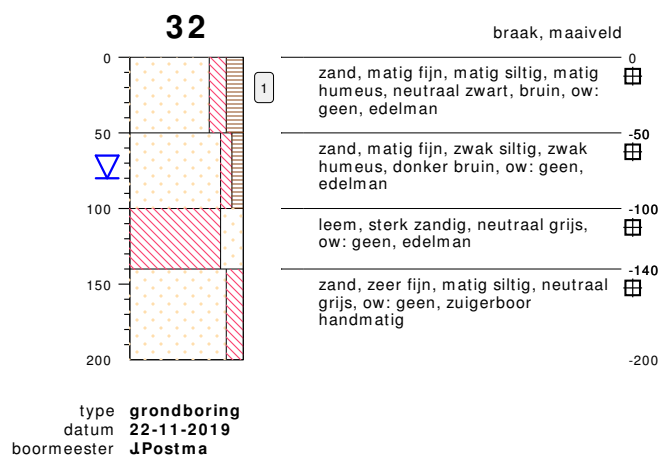 32
braak, maaiveld
0
0
1
zand, matig fijn, matig siltig, matig
humeus, neutraal zwart, bruin, ow:
geen, edelman
50
-50
zand, matig fijn, zwak siltig, zwak
humeus, donker bruin, ow: geen,
edelman
100
-100
leem, sterk zandig, neutraal grijs,
ow: geen, edelman
-140
150
zand, zeer fijn, matig siltig, neutraal
grijs, ow: geen, zuigerboor
handmatig
200
-200
type grondboring
datum 22-11-2019
boormeester J.Postma